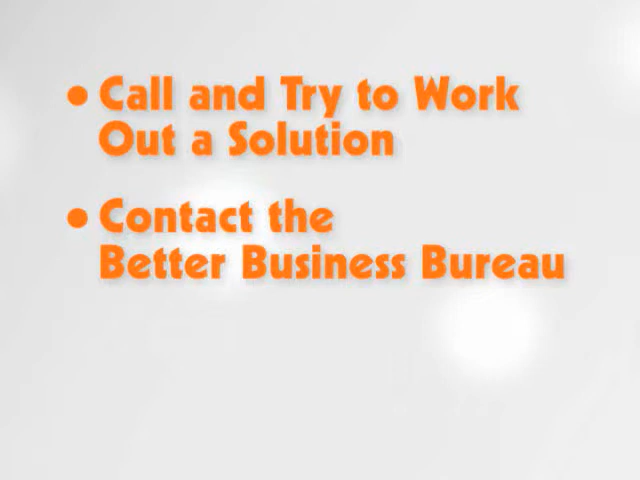 • Call and Try to Work
Out a Solution
• Contact the
Better Business Bureau